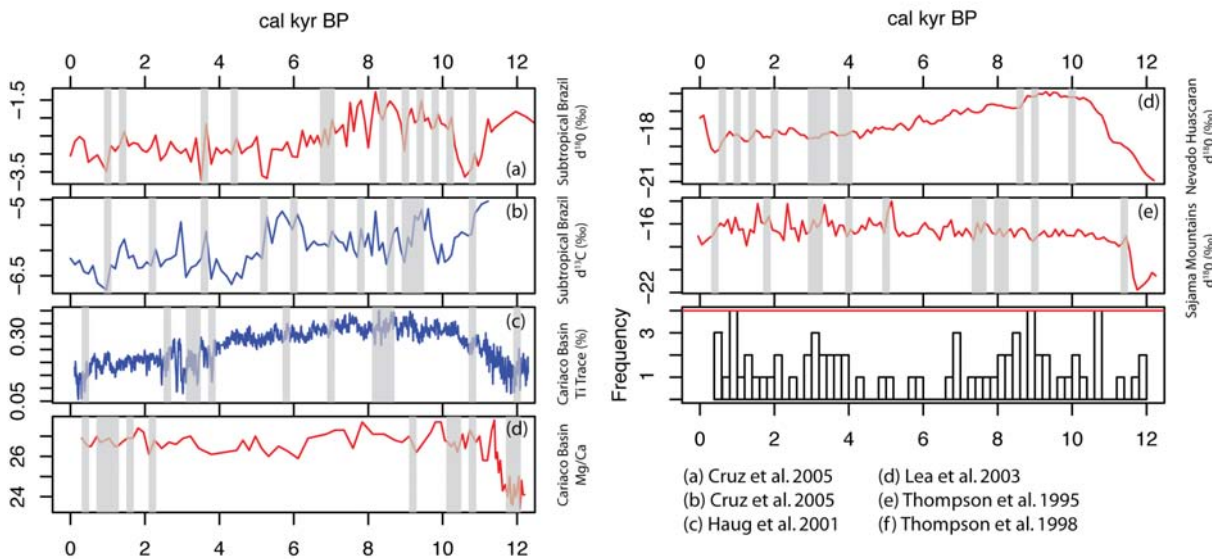 cal kyr BP
0 2 4 6 8 10 12
-1.5
-3.5
(a)
Subtropical Brazil
d¹⁸O (‰)
-5
-6.5
(b)
Subtropical Brazil
d¹³C (‰)
0.30
0.05
(c)
Cariaco Basin
Ti Trace (%)
26
24
(d)
Cariaco Basin
Mg/Ca
0 2 4 6 8 10 12
cal kyr BP
0 2 4 6 8 10 12
-18
-21
(d)
Nevado Huascaran
d¹⁸O (‰)
-16
-22
(e)
Sajama Mountains
d¹⁸O (‰)
Frequency
3
1
0 2 4 6 8 10 12
(a) Cruz et al. 2005
(b) Cruz et al. 2005
(c) Haug et al. 2001
(d) Lea et al. 2003
(e) Thompson et al. 1995
(f) Thompson et al. 1998